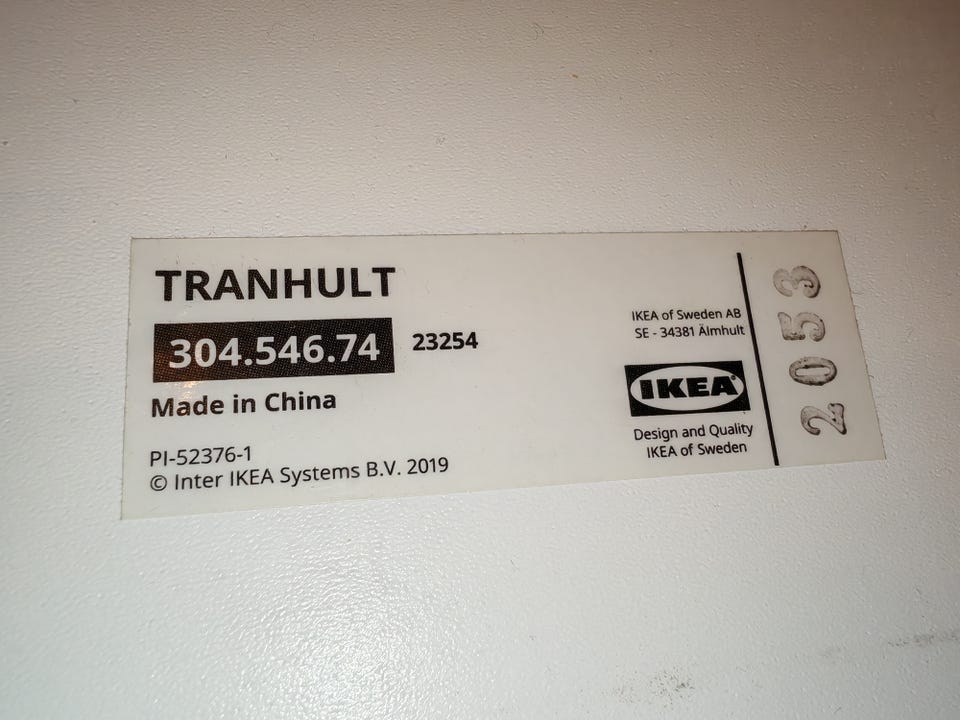 TRANHULT
304.546.74 23254
Made in China
PI-52376-1
© Inter IKEA Systems B.V. 2019
IKEA of Sweden AB
SE - 34381 Älmhult
IKEA®
Design and Quality
IKEA of Sweden
2053